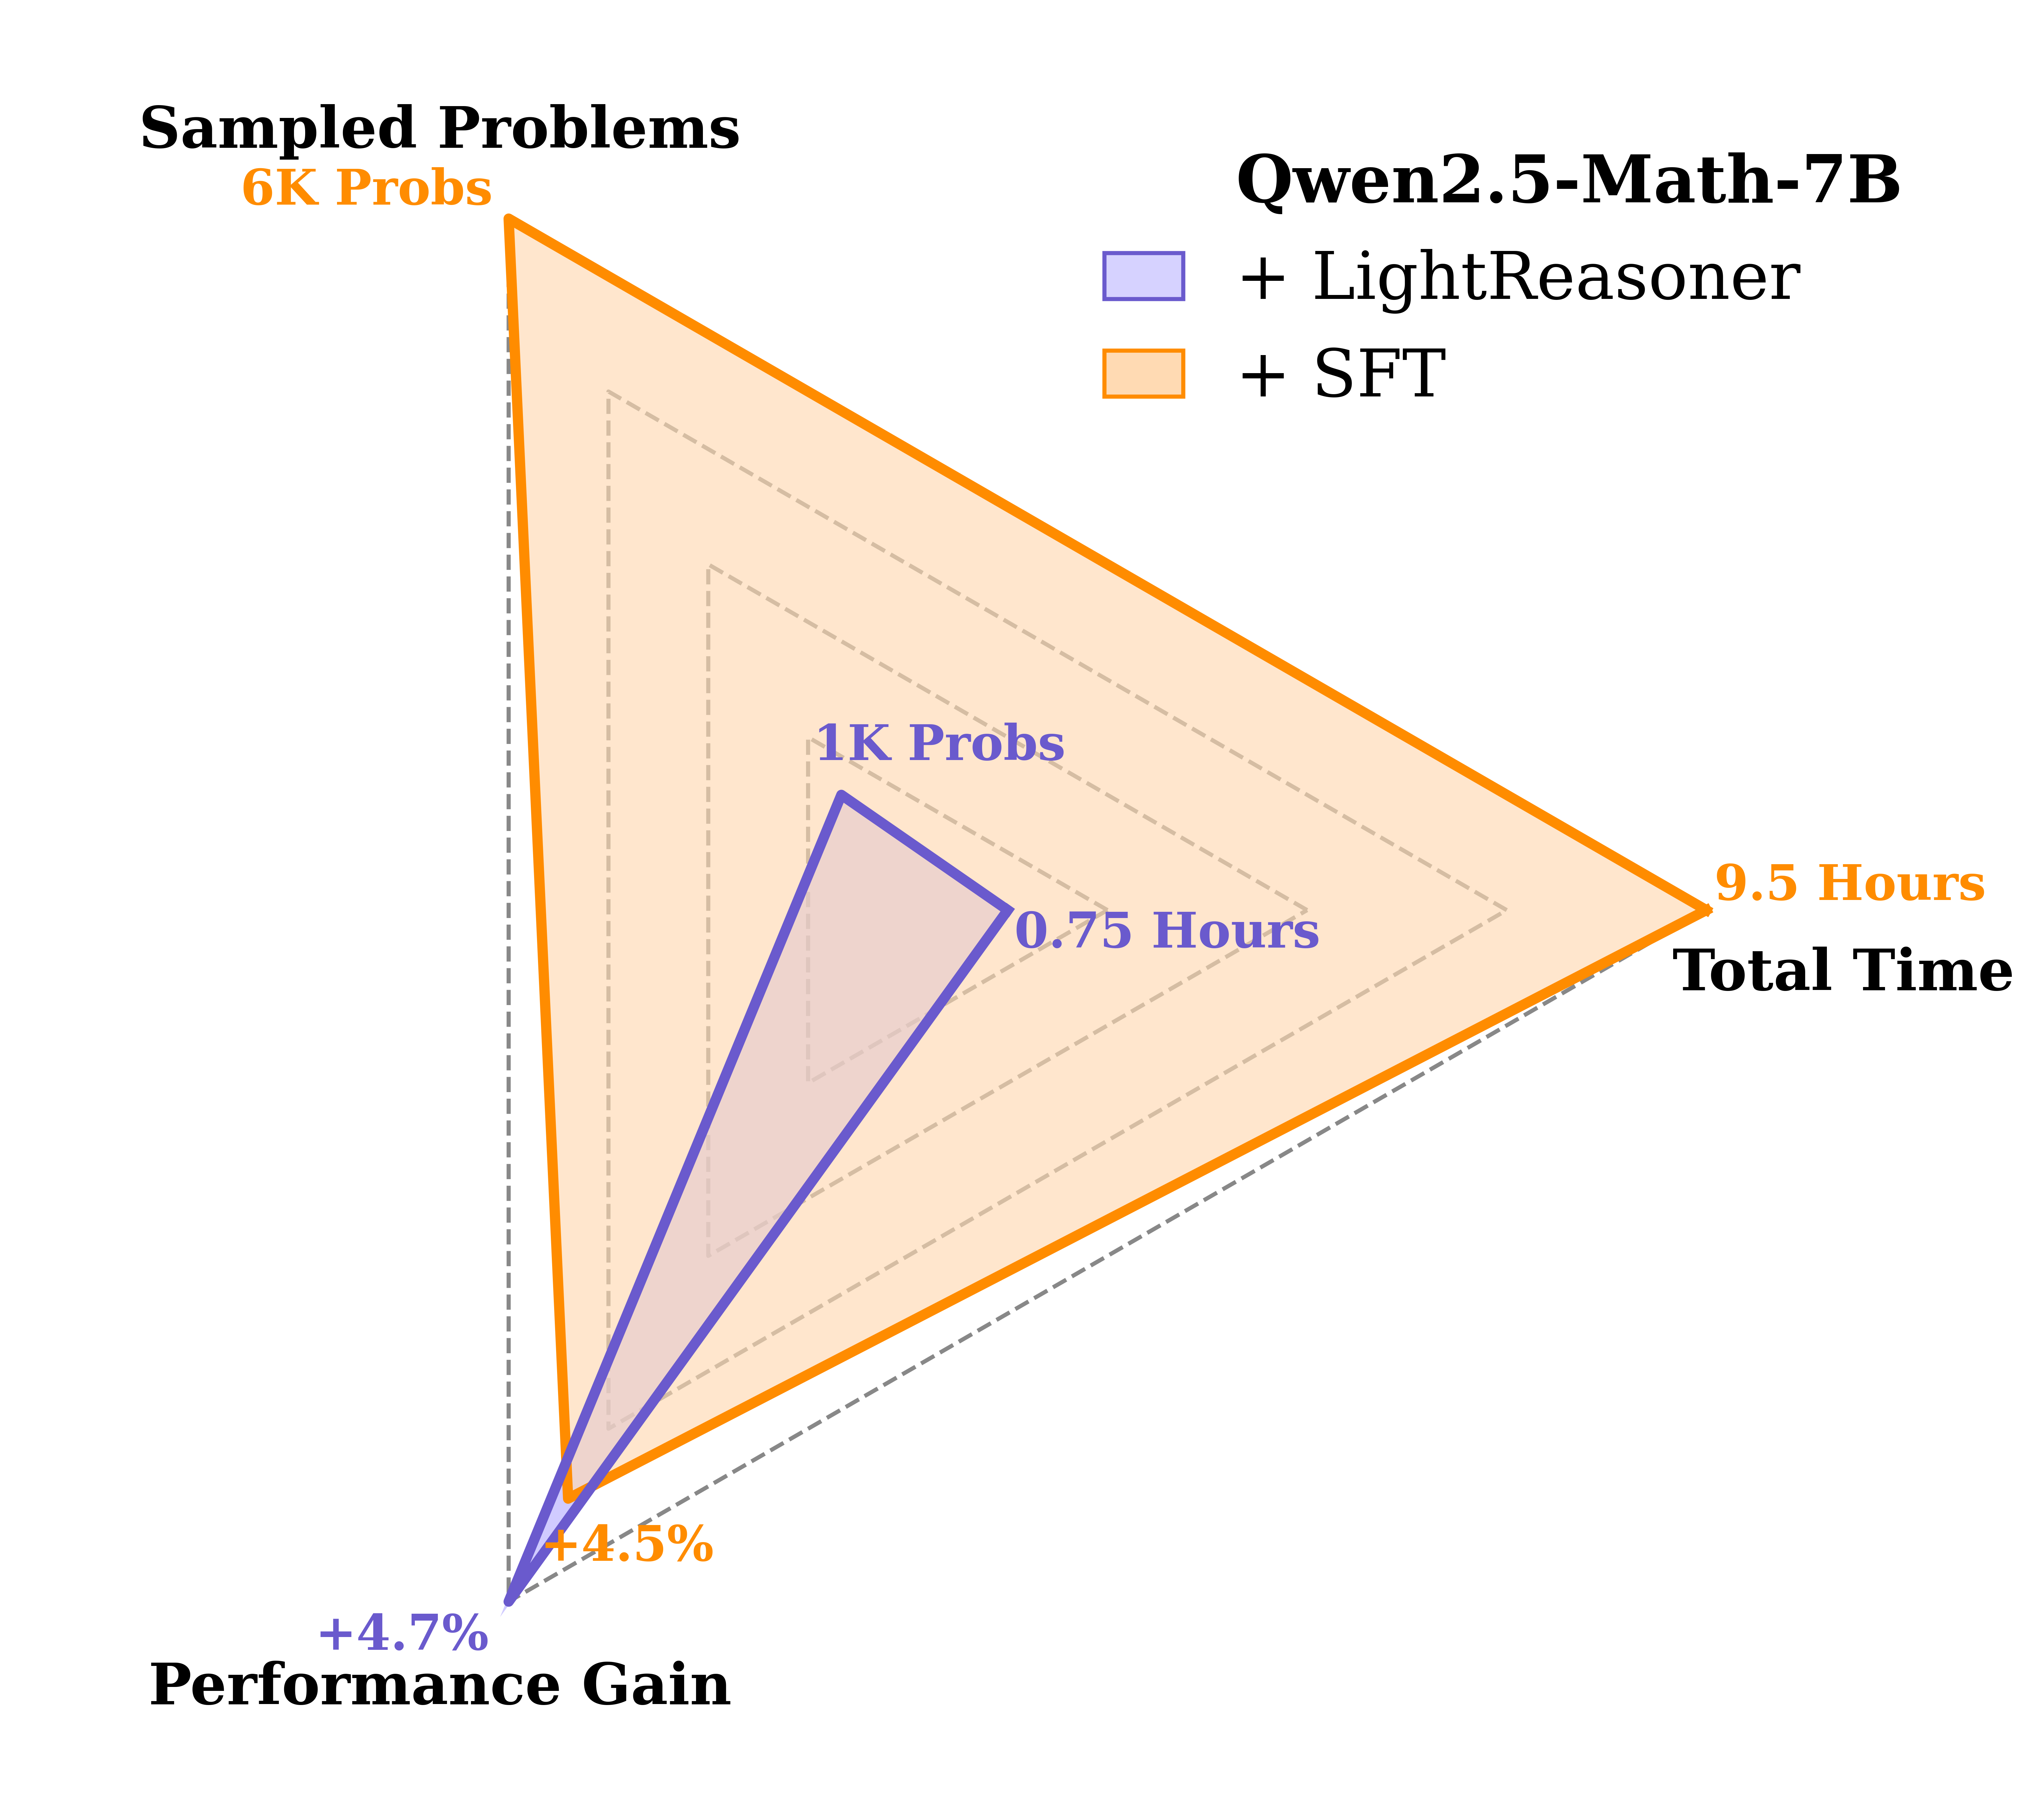 Sampled Problems
6K Probs
Qwen2.5-Math-7B
+ LightReasoner
+ SFT
1K Probs
9.5 Hours
0.75 Hours
Total Time
+4.5%
+4.7%
Performance Gain